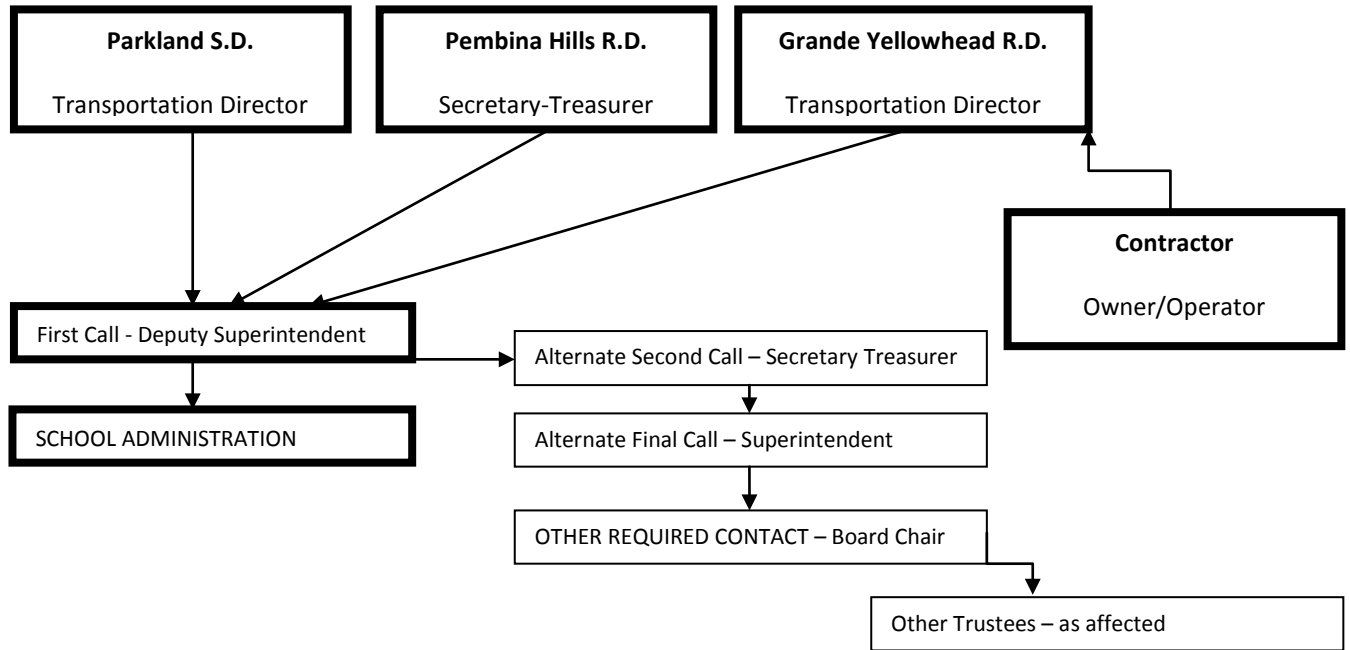 Parkland S.D.
Transportation Director
Pembina Hills R.D.
Secretary-Treasurer
Grande Yellowhead R.D.
Transportation Director
Contractor
Owner/Operator
First Call - Deputy Superintendent
Alternate Second Call – Secretary Treasurer
SCHOOL ADMINISTRATION
Alternate Final Call – Superintendent
OTHER REQUIRED CONTACT – Board Chair
Other Trustees – as affected